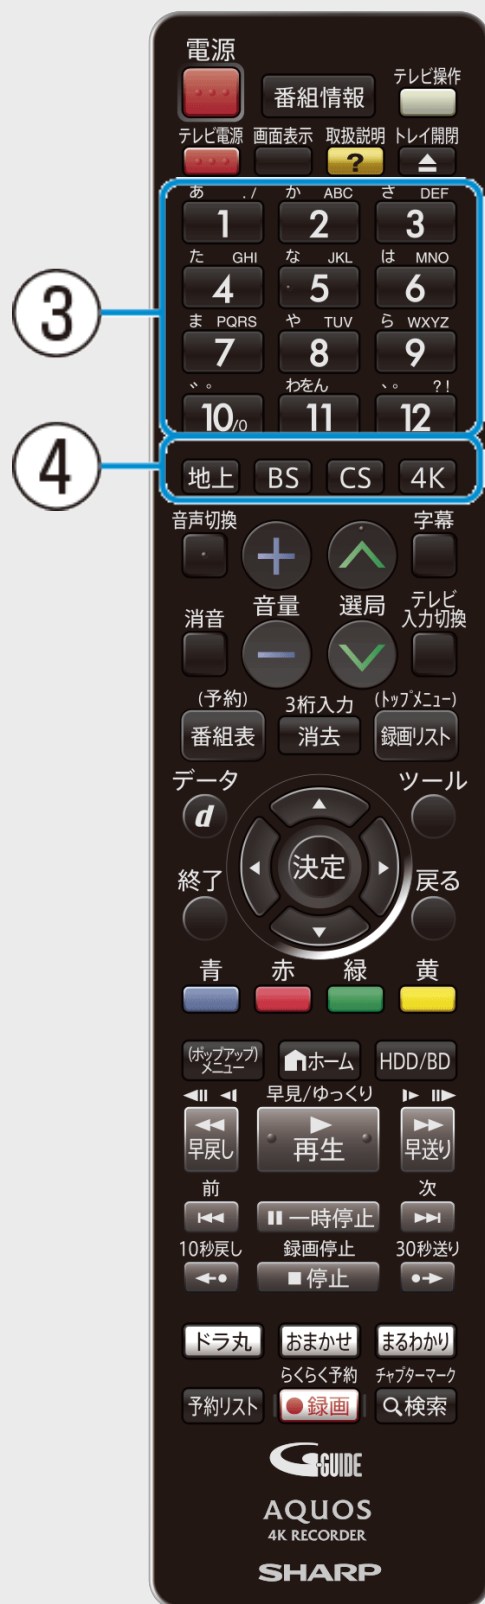 電源
番組情報
テレビ操作
テレビ電源 画面表示 取扱説明 トレイ開閉
?
あ ./ か ABC さ DEF
1 2 3
た GHI な JKL は MNO
4 5 6
③
ま PQRS や TUV ら WXYZ
7 8 9
゛゜ わをん 、。 ?!
10/0 11 12
④
地上 BS CS 4K
音声切換 字幕
+
消音 音量 選局 テレビ
入力切換
−
(予約) 3桁入力 (トップメニュー)
番組表 消去 録画リスト
データ ツール
d
決定
終了 戻る
青 赤 緑 黄
(ポップアップ)
メニュー ホーム HDD/BD
早見/ゆっくり
早戻し 再生 早送り
前 次
一時停止
10秒戻し 録画停止 30秒送り
停止
ドラ丸 おまかせ まるわかり
らくらく予約 チャプターマーク
予約リスト 録画 検索
G-GUIDE
AQUOS
4K RECORDER
SHARP